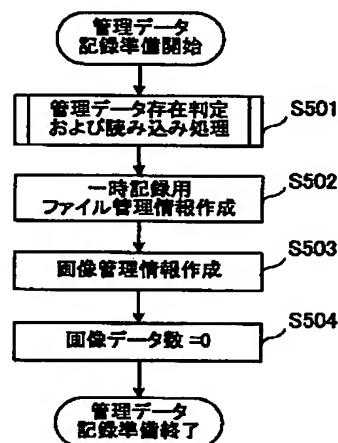 管理データ
記録準備開始
管理データ存在判定
および読み込み処理
S501
一時記録用
ファイル管理情報作成
S502
画像管理情報作成
S503
画像データ数=0
S504
管理データ
記録準備終了